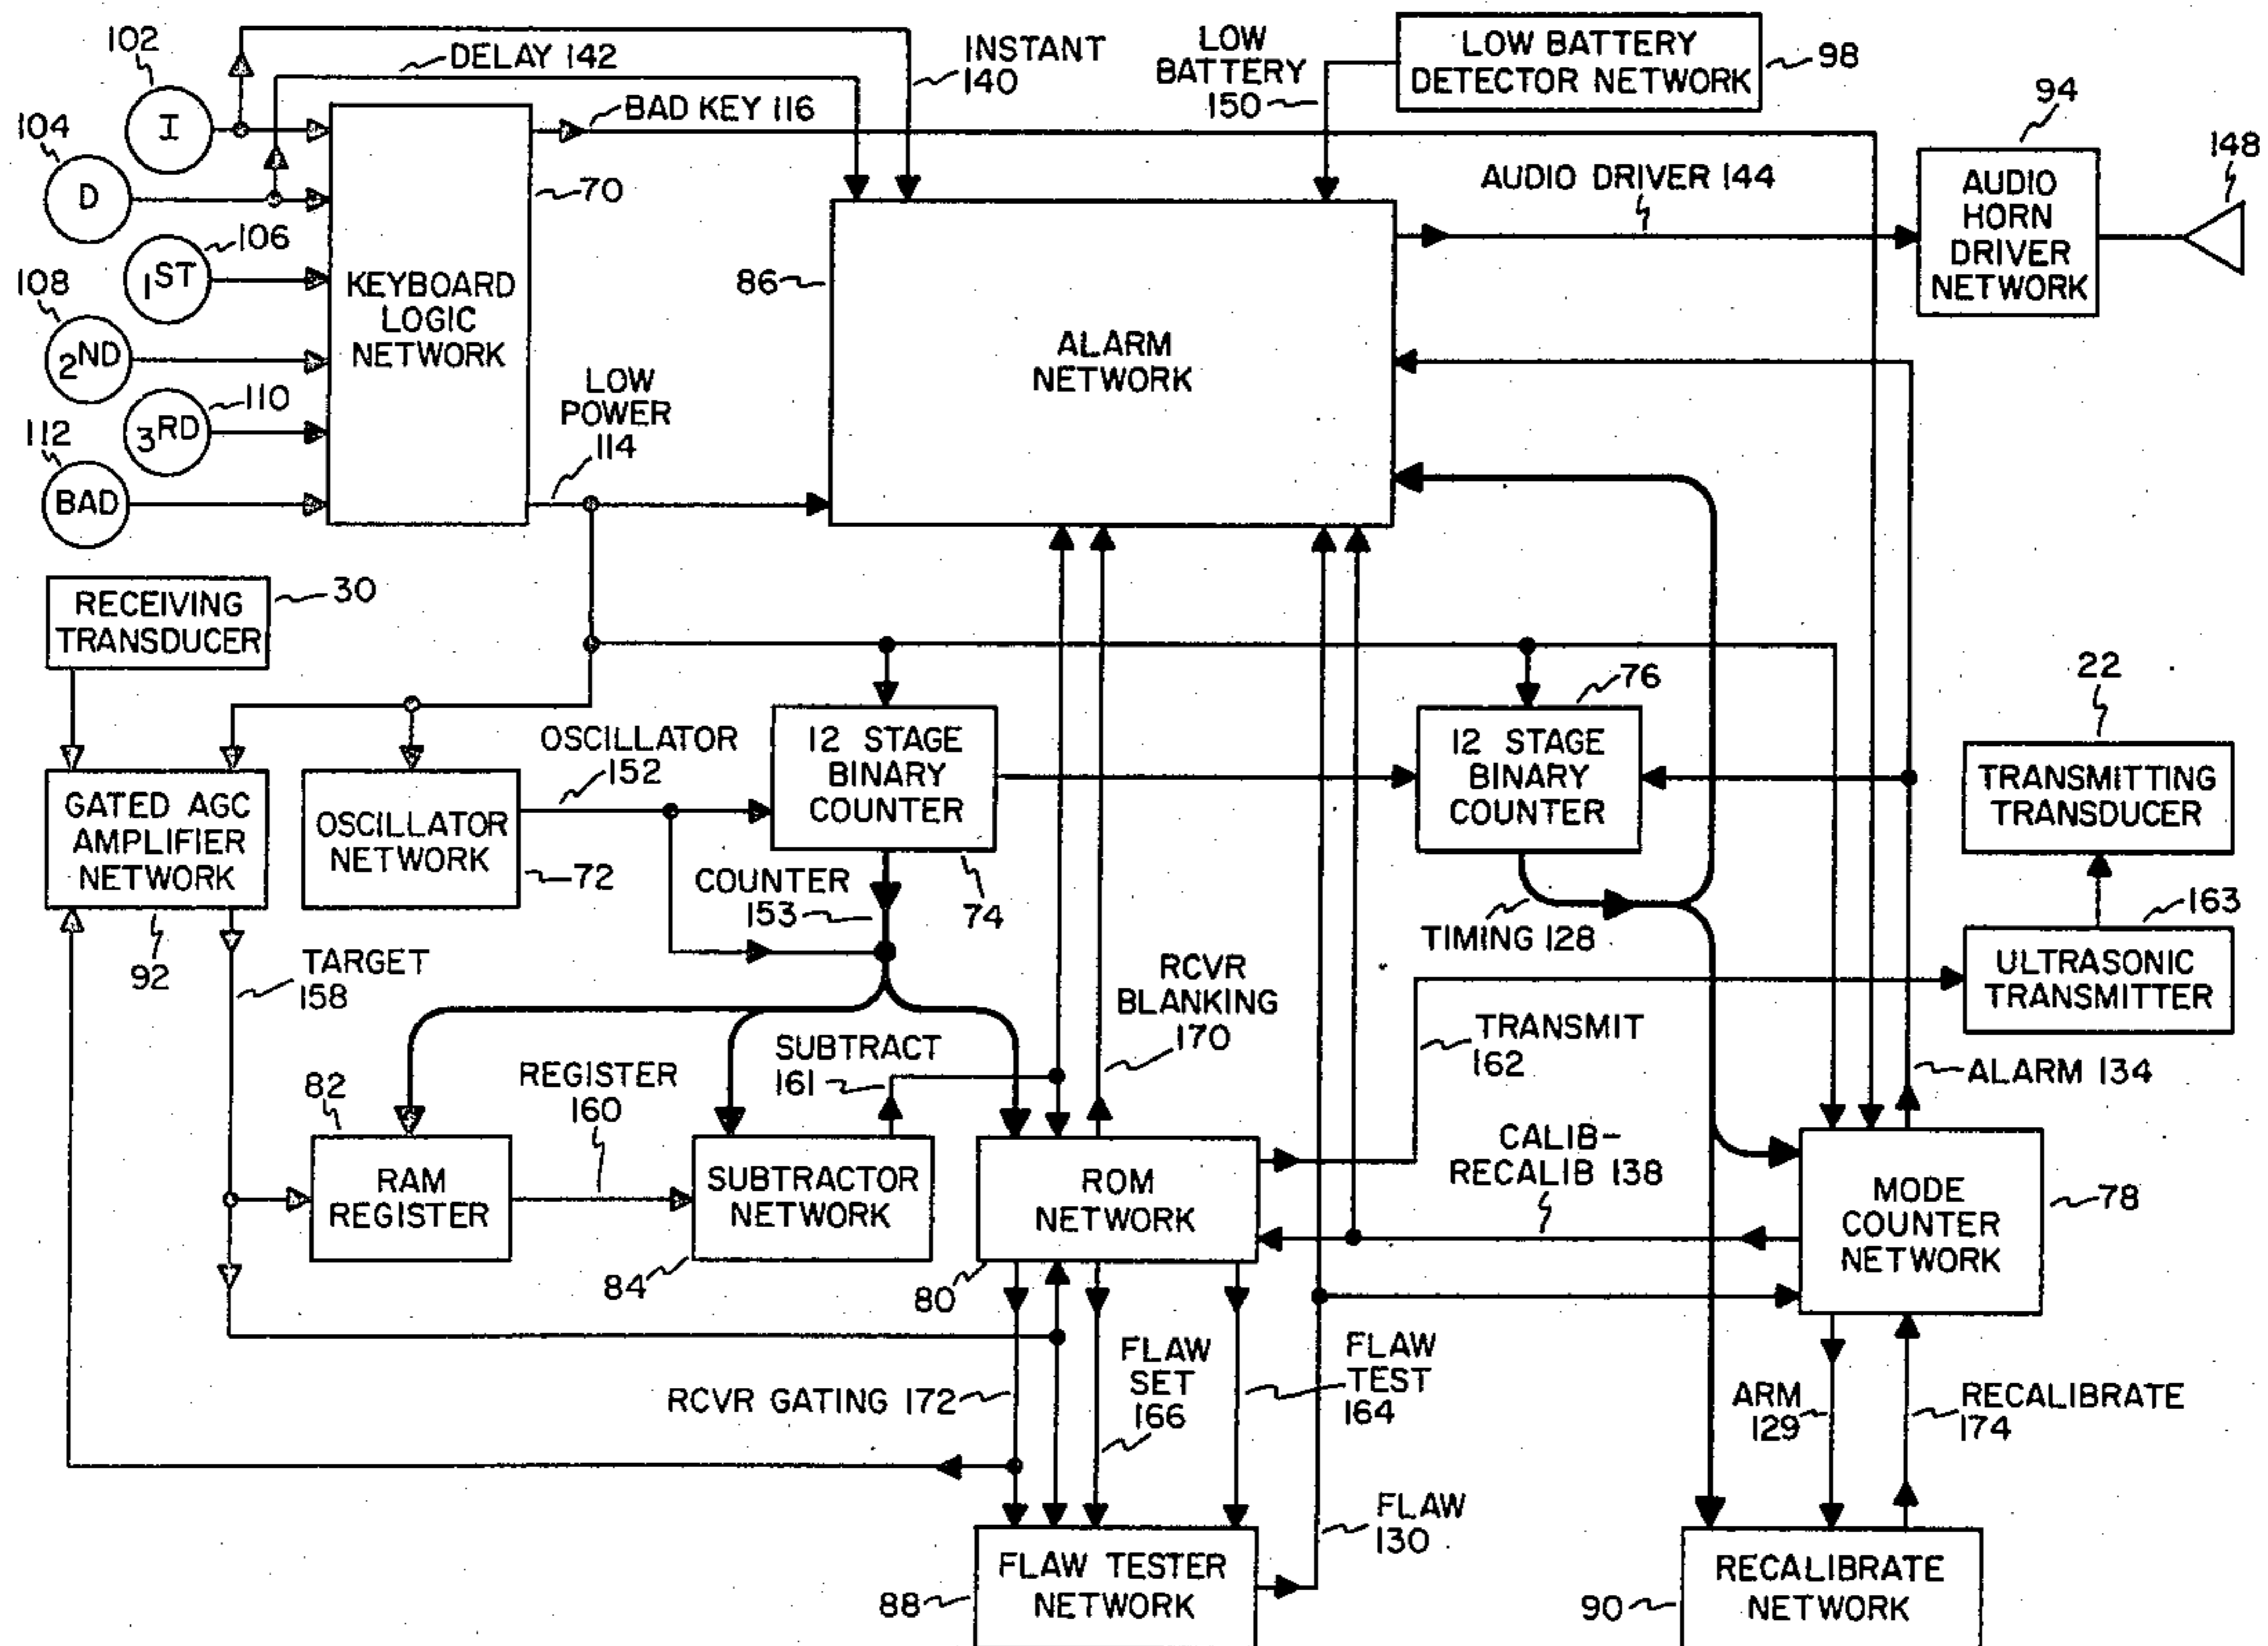 102
I
DELAY 142
INSTANT
140
LOW
BATTERY
150
LOW BATTERY
DETECTOR NETWORK
98
104
D
BAD KEY 116
94
148
70
AUDIO DRIVER 144
AUDIO
HORN
DRIVER
NETWORK
106
1ST
108
2ND
KEYBOARD
LOGIC
NETWORK
86
ALARM
NETWORK
110
3RD
112
BAD
LOW
POWER
114
RECEIVING
TRANSDUCER
30
76
22
OSCILLATOR
152
12 STAGE
BINARY
COUNTER
12 STAGE
BINARY
COUNTER
TRANSMITTING
TRANSDUCER
GATED AGC
AMPLIFIER
NETWORK
OSCILLATOR
NETWORK
72
COUNTER
153
74
163
92
TARGET
158
TIMING 128
RCVR
BLANKING
170
ULTRASONIC
TRANSMITTER
82
REGISTER
160
SUBTRACT
161
TRANSMIT
162
ALARM 134
RAM
REGISTER
SUBTRACTOR
NETWORK
84
ROM
NETWORK
80
CALIB-
RECALIB 138
MODE
COUNTER
NETWORK
78
RCVR GATING 172
FLAW
SET
166
FLAW
TEST
164
ARM
129
RECALIBRATE
174
FLAW
130
FLAW TESTER
NETWORK
88
RECALIBRATE
NETWORK
90